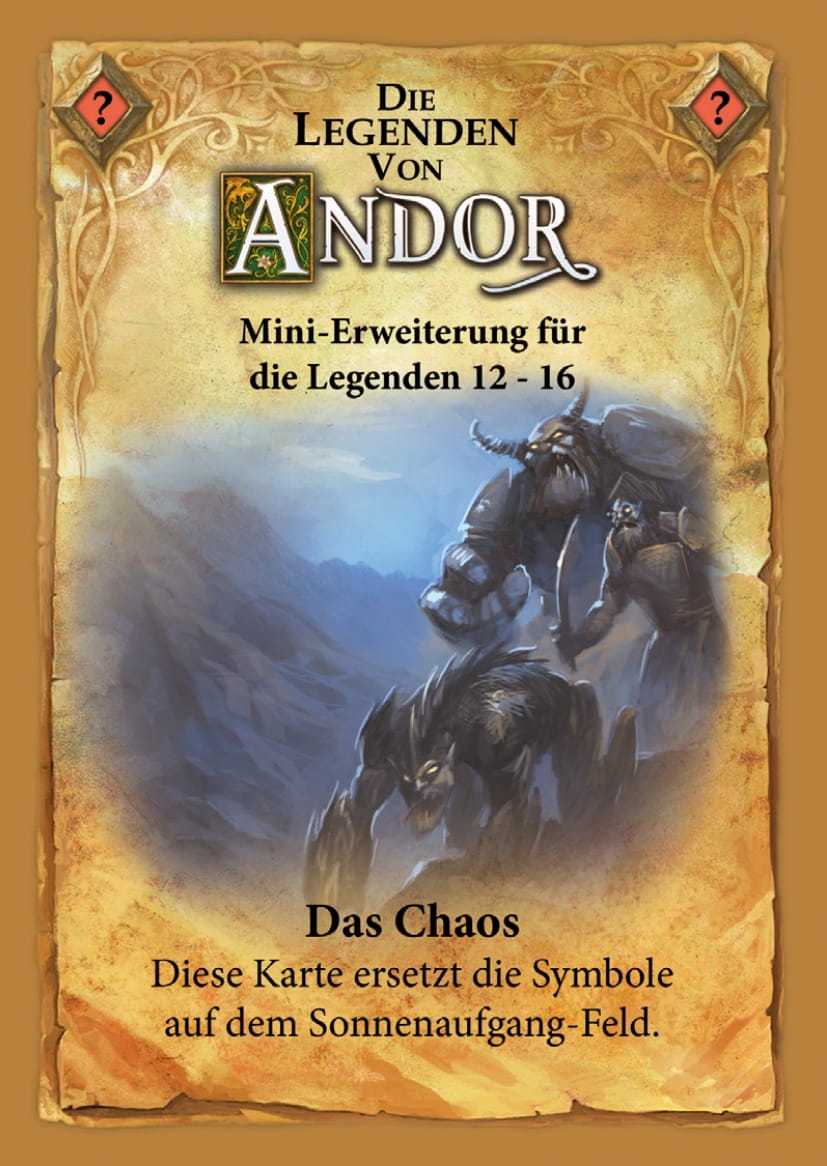 ? ?
DIE
LEGENDEN
VON
ANDOR
Mini-Erweiterung für
die Legenden 12 - 16
Das Chaos
Diese Karte ersetzt die Symbole
auf dem Sonnenaufgang-Feld.